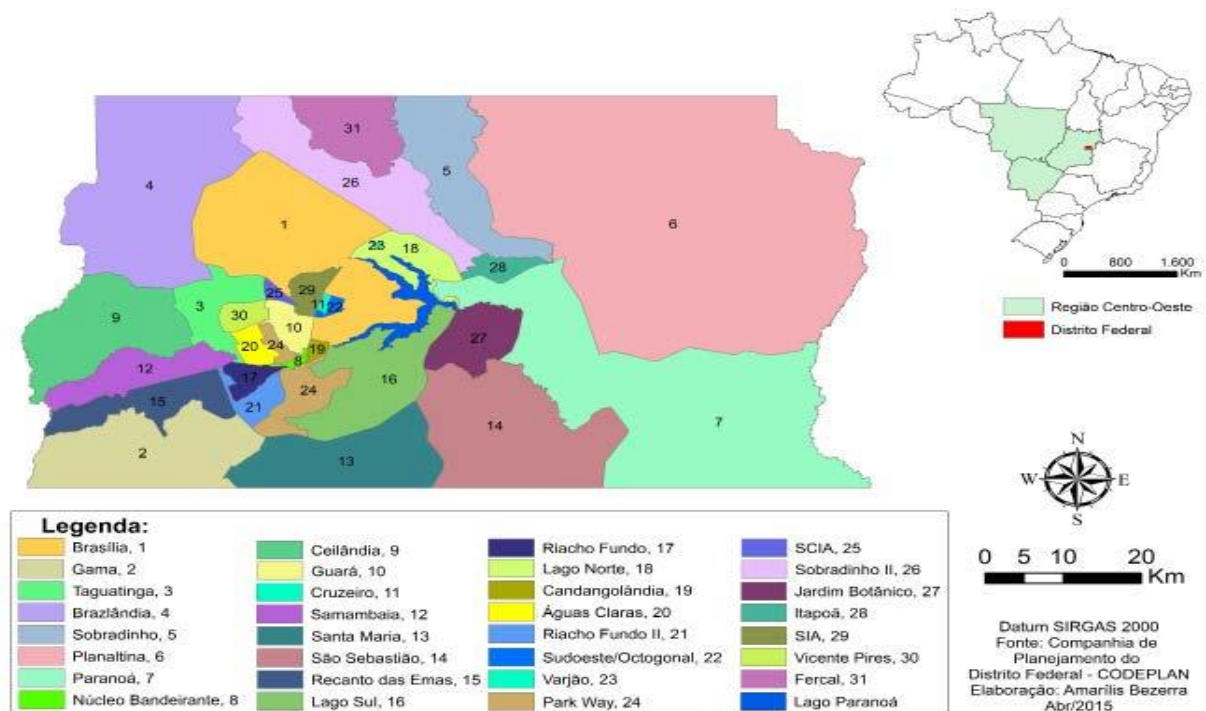 31
4
26
5
1
6
23
18
28
25
29
11
22
3
30
9
10
27
20
24
19
8
12
17
24
16
15
21
14
7
2
13
0 800 1.600
Km
Região Centro-Oeste
Distrito Federal
N
W E
S
0 5 10 20
Km
Datum SIRGAS 2000
Fonte: Companhia de
Planejamento do
Distrito Federal - CODEPLAN
Elaboração: Amarílis Bezerra
Abr/2015
Legenda:
Brasília, 1
Gama, 2
Taguatinga, 3
Brazlândia, 4
Sobradinho, 5
Planaltina, 6
Paranoá, 7
Núcleo Bandeirante, 8
Ceilândia, 9
Guará, 10
Cruzeiro, 11
Samambaia, 12
Santa Maria, 13
São Sebastião, 14
Recanto das Emas, 15
Lago Sul, 16
Riacho Fundo, 17
Lago Norte, 18
Candangolândia, 19
Águas Claras, 20
Riacho Fundo II, 21
Sudoeste/Octogonal, 22
Varjão, 23
Park Way, 24
SCIA, 25
Sobradinho II, 26
Jardim Botânico, 27
Itapoã, 28
SIA, 29
Vicente Pires, 30
Fercal, 31
Lago Paranoá